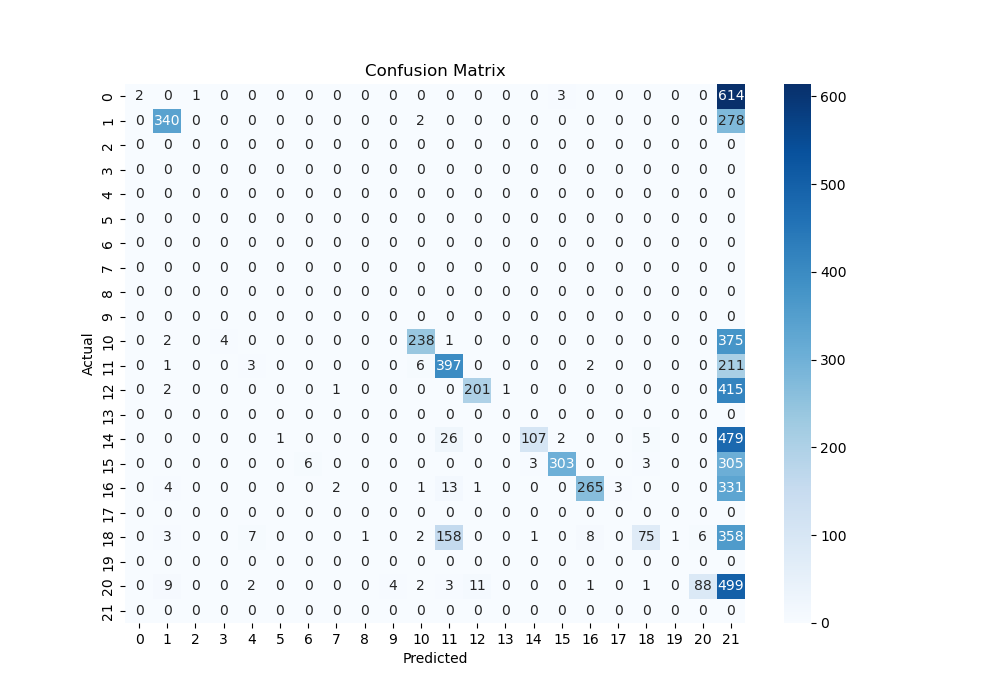 Confusion Matrix
0 2 0 1 0 0 0 0 0 0 0 0 0 0 0 0 3 0 0 0 0 0 614
1 0 340 0 0 0 0 0 0 0 0 2 0 0 0 0 0 0 0 0 0 0 278
2 0 0 0 0 0 0 0 0 0 0 0 0 0 0 0 0 0 0 0 0 0 0
3 0 0 0 0 0 0 0 0 0 0 0 0 0 0 0 0 0 0 0 0 0 0
4 0 0 0 0 0 0 0 0 0 0 0 0 0 0 0 0 0 0 0 0 0 0
5 0 0 0 0 0 0 0 0 0 0 0 0 0 0 0 0 0 0 0 0 0 0
6 0 0 0 0 0 0 0 0 0 0 0 0 0 0 0 0 0 0 0 0 0 0
7 0 0 0 0 0 0 0 0 0 0 0 0 0 0 0 0 0 0 0 0 0 0
8 0 0 0 0 0 0 0 0 0 0 0 0 0 0 0 0 0 0 0 0 0 0
9 0 0 0 0 0 0 0 0 0 0 0 0 0 0 0 0 0 0 0 0 0 0
10 0 2 0 4 0 0 0 0 0 0 238 1 0 0 0 0 0 0 0 0 0 375
11 0 1 0 0 3 0 0 0 0 0 6 397 0 0 0 0 2 0 0 0 0 211
12 0 2 0 0 0 0 0 1 0 0 0 0 201 1 0 0 0 0 0 0 0 415
13 0 0 0 0 0 0 0 0 0 0 0 0 0 0 0 0 0 0 0 0 0 0
14 0 0 0 0 0 1 0 0 0 0 0 26 0 0 107 2 0 0 5 0 0 479
15 0 0 0 0 0 0 6 0 0 0 0 0 0 0 3 303 0 0 3 0 0 305
16 0 4 0 0 0 0 0 2 0 0 1 13 1 0 0 0 265 3 0 0 0 331
17 0 0 0 0 0 0 0 0 0 0 0 0 0 0 0 0 0 0 0 0 0 0
18 0 3 0 0 7 0 0 0 1 0 2 158 0 0 1 0 8 0 75 1 6 358
19 0 0 0 0 0 0 0 0 0 0 0 0 0 0 0 0 0 0 0 0 0 0
20 0 9 0 0 2 0 0 0 0 4 2 3 11 0 0 0 1 0 1 0 88 499
21 0 0 0 0 0 0 0 0 0 0 0 0 0 0 0 0 0 0 0 0 0 0
Actual
0 1 2 3 4 5 6 7 8 9 10 11 12 13 14 15 16 17 18 19 20 21
Predicted
600
500
400
300
200
100
0